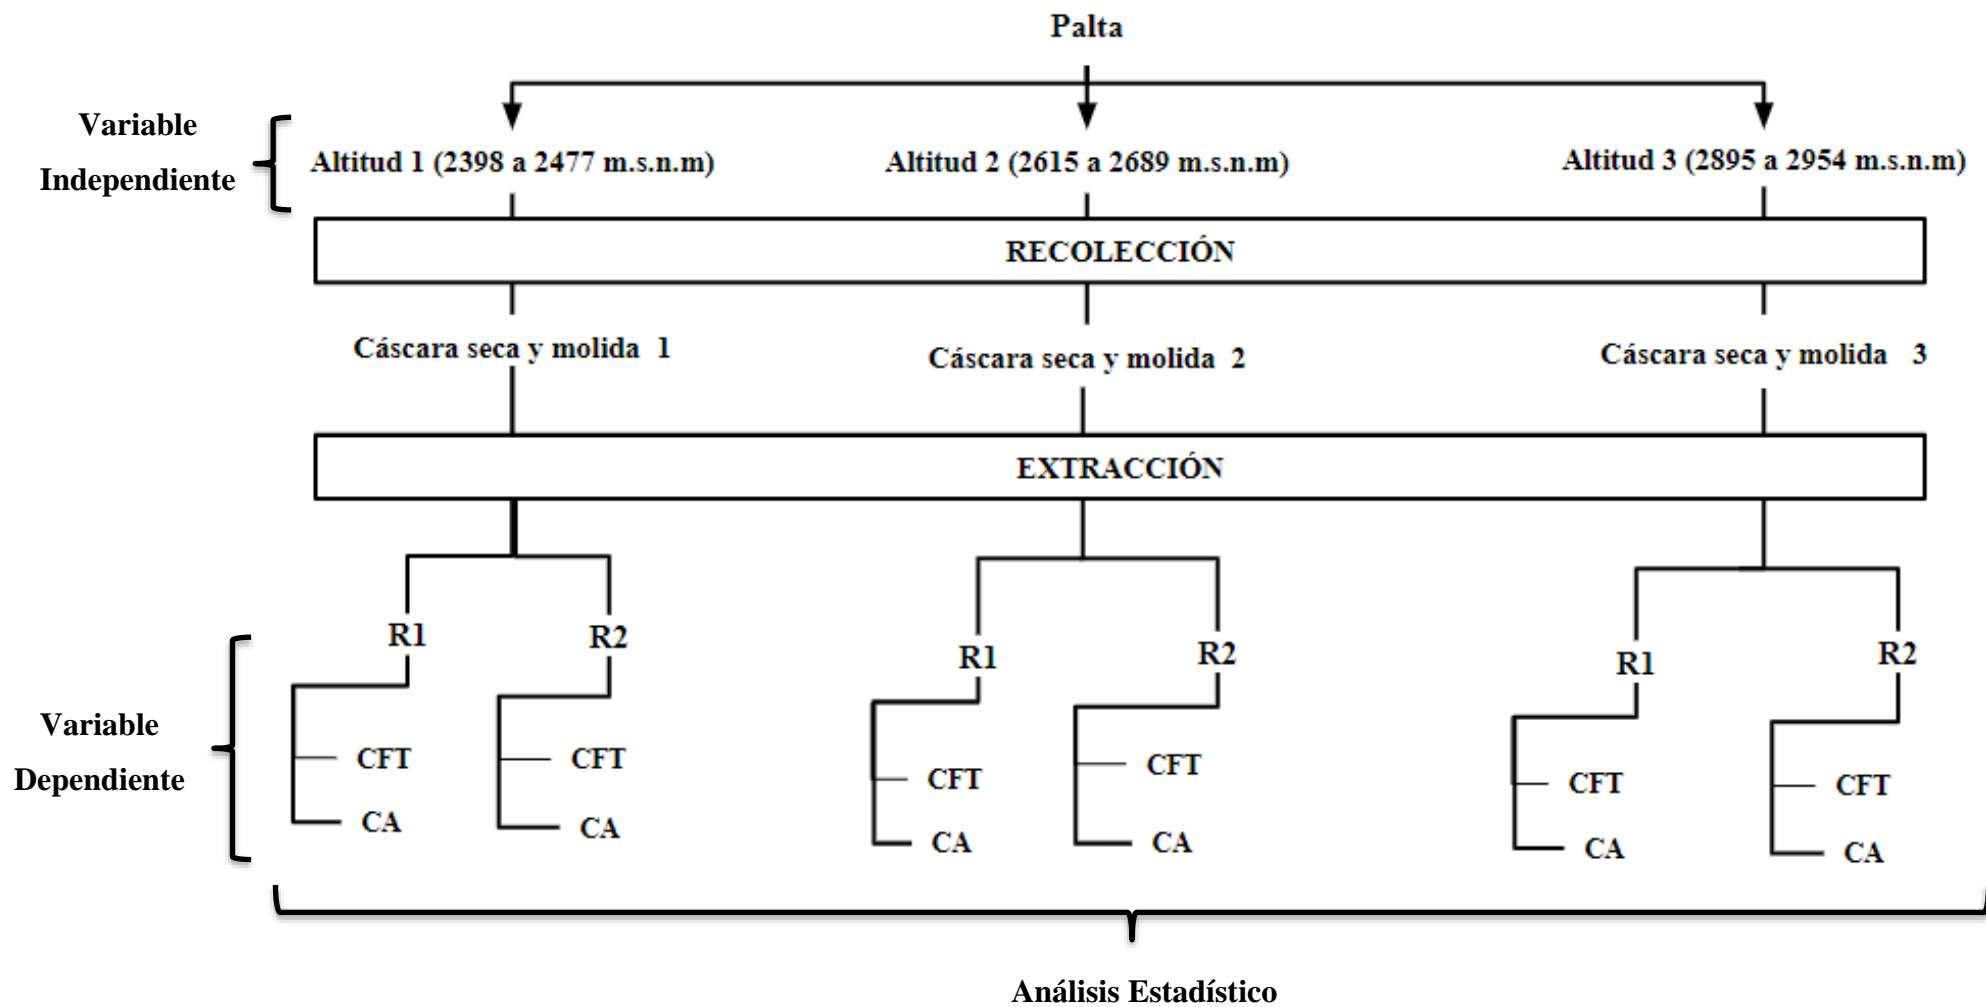 Palta
Variable
Independiente
Altitud 1 (2398 a 2477 m.s.n.m)
Altitud 2 (2615 a 2689 m.s.n.m)
Altitud 3 (2895 a 2954 m.s.n.m)
RECOLECCIÓN
Cáscara seca y molida 1
Cáscara seca y molida 2
Cáscara seca y molida 3
EXTRACCIÓN
R1
R2
R1
R2
R1
R2
Variable
Dependiente
CFT
CA
CFT
CA
CFT
CA
CFT
CA
CFT
CA
CFT
CA
Análisis Estadístico